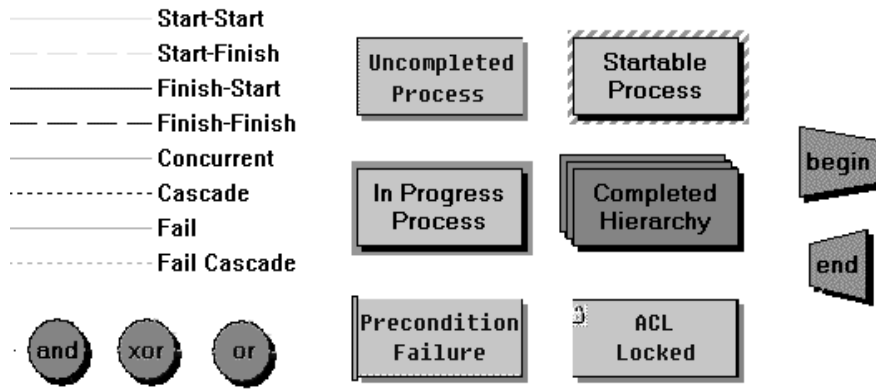 Start-Start
Start-Finish
Finish-Start
Finish-Finish
Concurrent
Cascade
Fail
Fail Cascade
and
xor
or
Uncompleted
Process
Startable
Process
In Progress
Process
Completed
Hierarchy
Precondition
Failure
ACL
Locked
begin
end